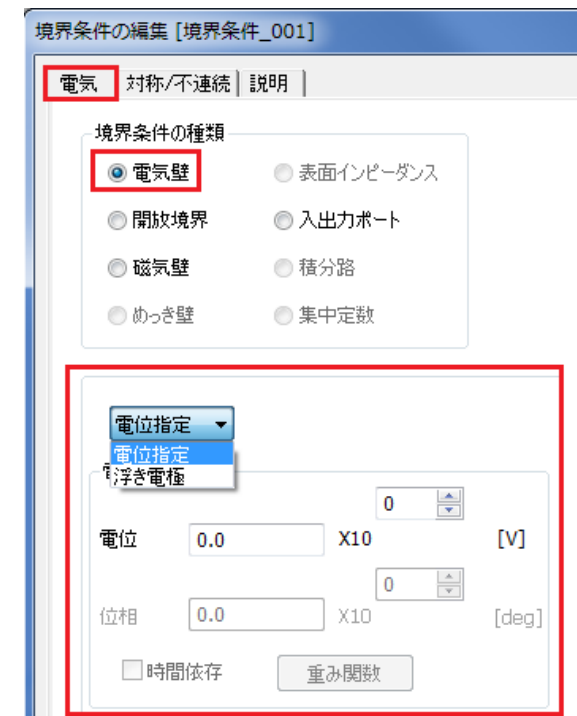 境界条件の編集 [境界条件_001]
電気 対称/不連続 説明
境界条件の種類
電気壁 表面インピーダンス
開放境界 入出力ポート
磁気壁 積分路
めっき壁 集中定数
電位指定
電位指定
浮き電極
0
電位 0.0 X10 [V]
0
位相 0.0 X10 [deg]
時間依存 重み関数